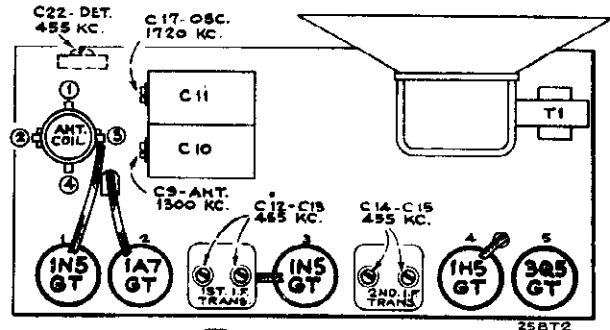 C22-DET.
455 KC.
C17-OSC.
1720 KC.
C11
C10
T1
1
2
3
4
ANT.
COIL
C9-ANT.
1300 KC.
C12-C13
455 KC.
C14-C15
455 KC.
1
1N5
GT
2
1A7
GT
1ST. I.F.
TRANS.
3
1N5
GT
2ND. I.F.
TRANS.
4
1H5
GT
5
3Q5
GT
25BT2